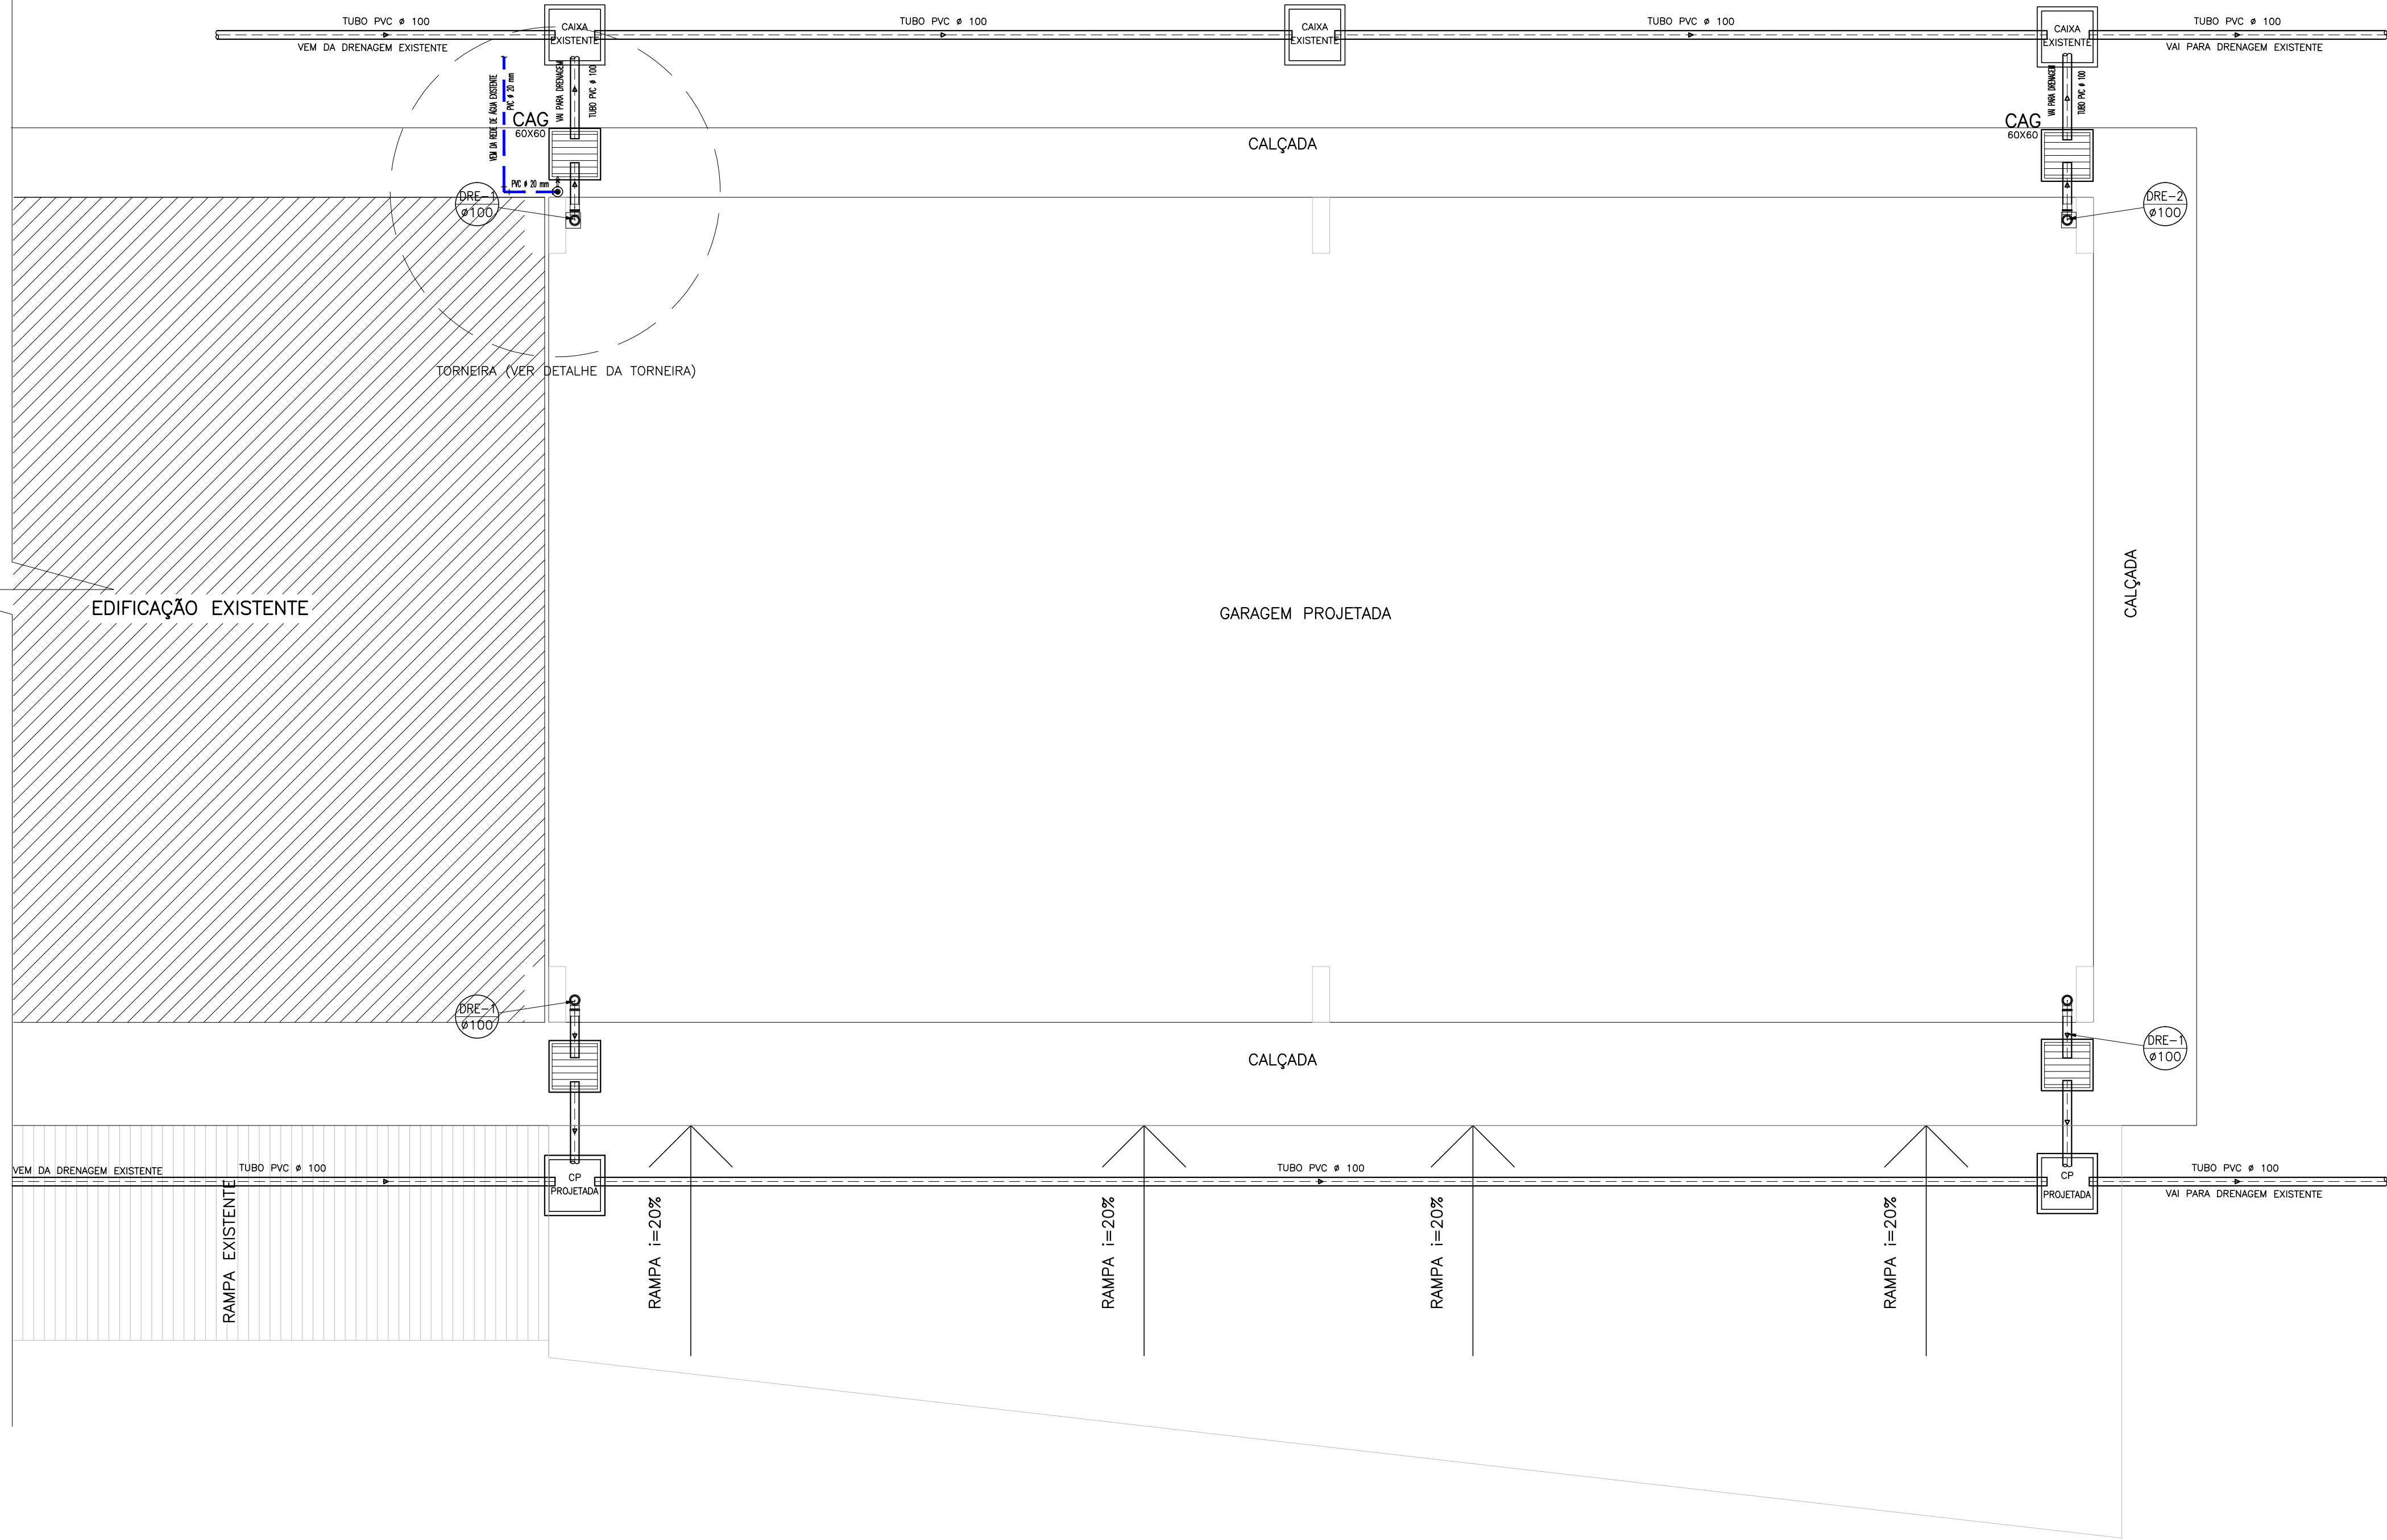 TUBO PVC ø 100
VEM DA DRENAGEM EXISTENTE
CAIXA
EXISTENTE
TUBO PVC ø 100
CAIXA
EXISTENTE
TUBO PVC ø 100
CAIXA
EXISTENTE
TUBO PVC ø 100
VAI PARA DRENAGEM EXISTENTE
VEM DA REDE DE ÁGUA EXISTENTE
PVC ø 20 mm
VAI PARA DRENAGEM
TUBO PVC ø 100
CAG
60X60
PVC ø 20 mm
DRE-1
ø100
CALÇADA
VAI PARA DRENAGEM
TUBO PVC ø 100
CAG
60X60
DRE-2
ø100
TORNEIRA (VER DETALHE DA TORNEIRA)
EDIFICAÇÃO EXISTENTE
GARAGEM PROJETADA
CALÇADA
DRE-1
ø100
CALÇADA
DRE-1
ø100
VEM DA DRENAGEM EXISTENTE
TUBO PVC ø 100
RAMPA EXISTENTE
CP
PROJETADA
TUBO PVC ø 100
CP
PROJETADA
TUBO PVC ø 100
VAI PARA DRENAGEM EXISTENTE
RAMPA i=20%
RAMPA i=20%
RAMPA i=20%
RAMPA i=20%